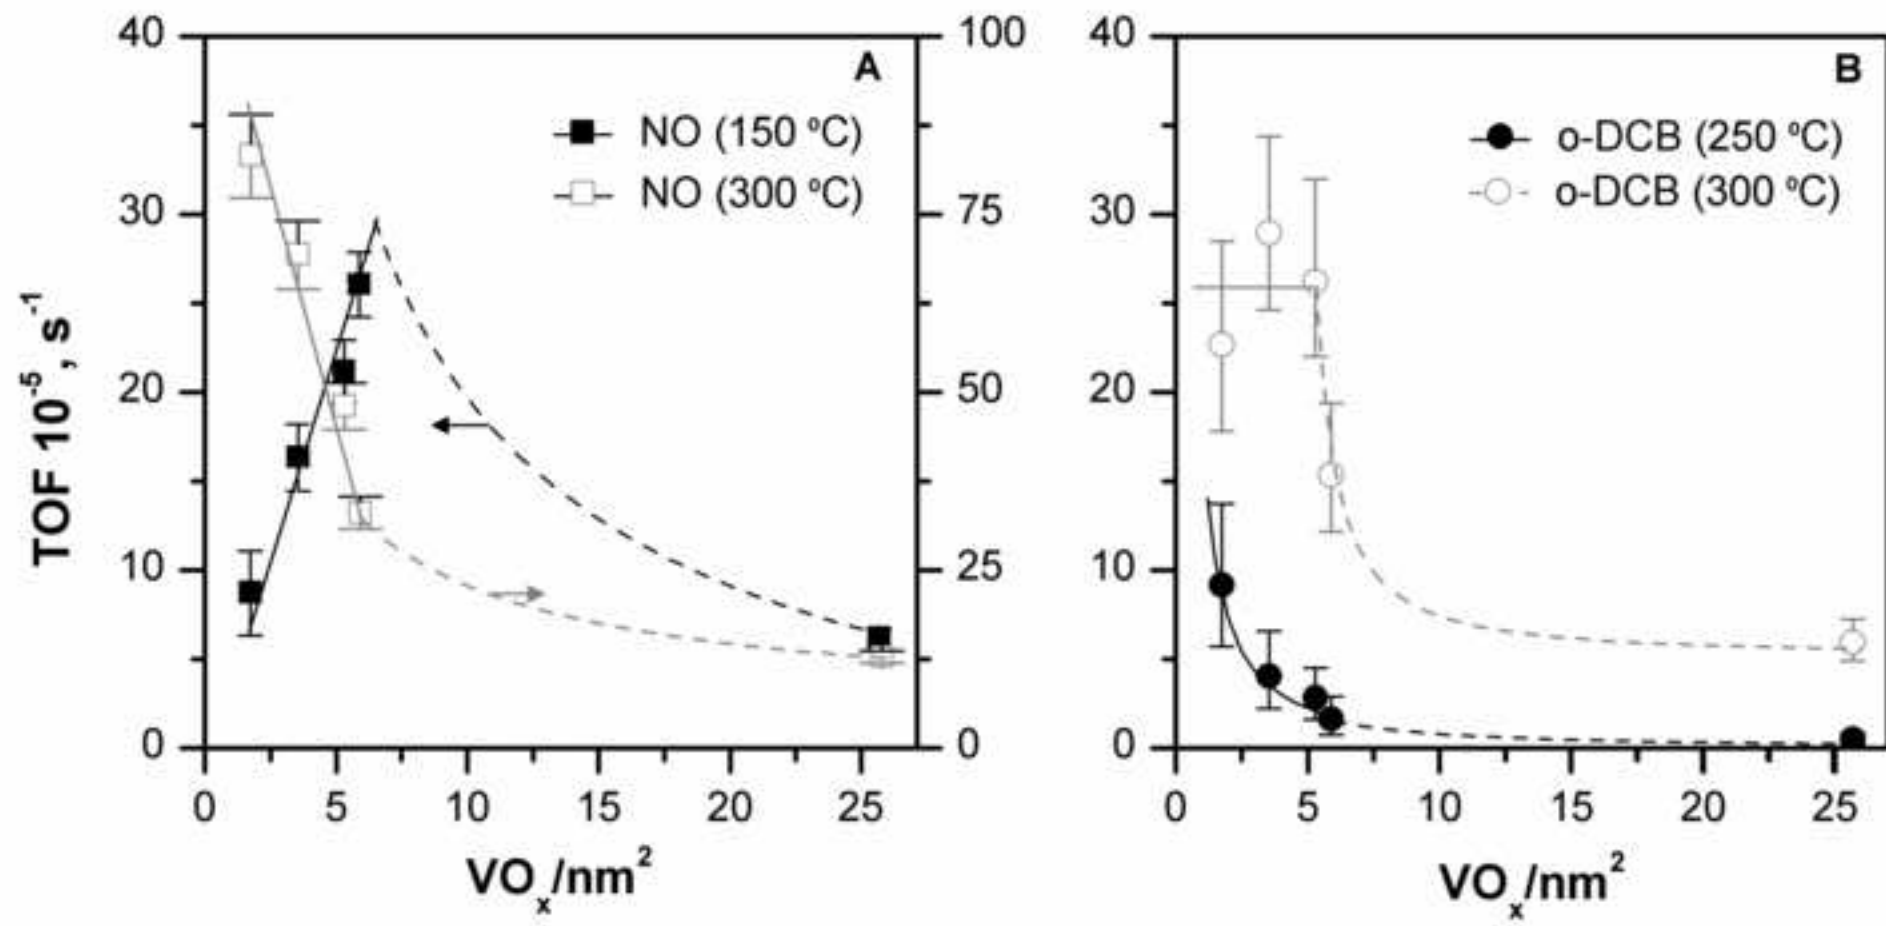 40
30
20
10
0
TOF 10⁻⁵, s⁻¹
0 5 10 15 20 25
VOₓ/nm²
100
75
50
25
0
A
NO (150 ºC)
NO (300 ºC)
40
30
20
10
0
0 5 10 15 20 25
VOₓ/nm²
B
o-DCB (250 ºC)
o-DCB (300 ºC)